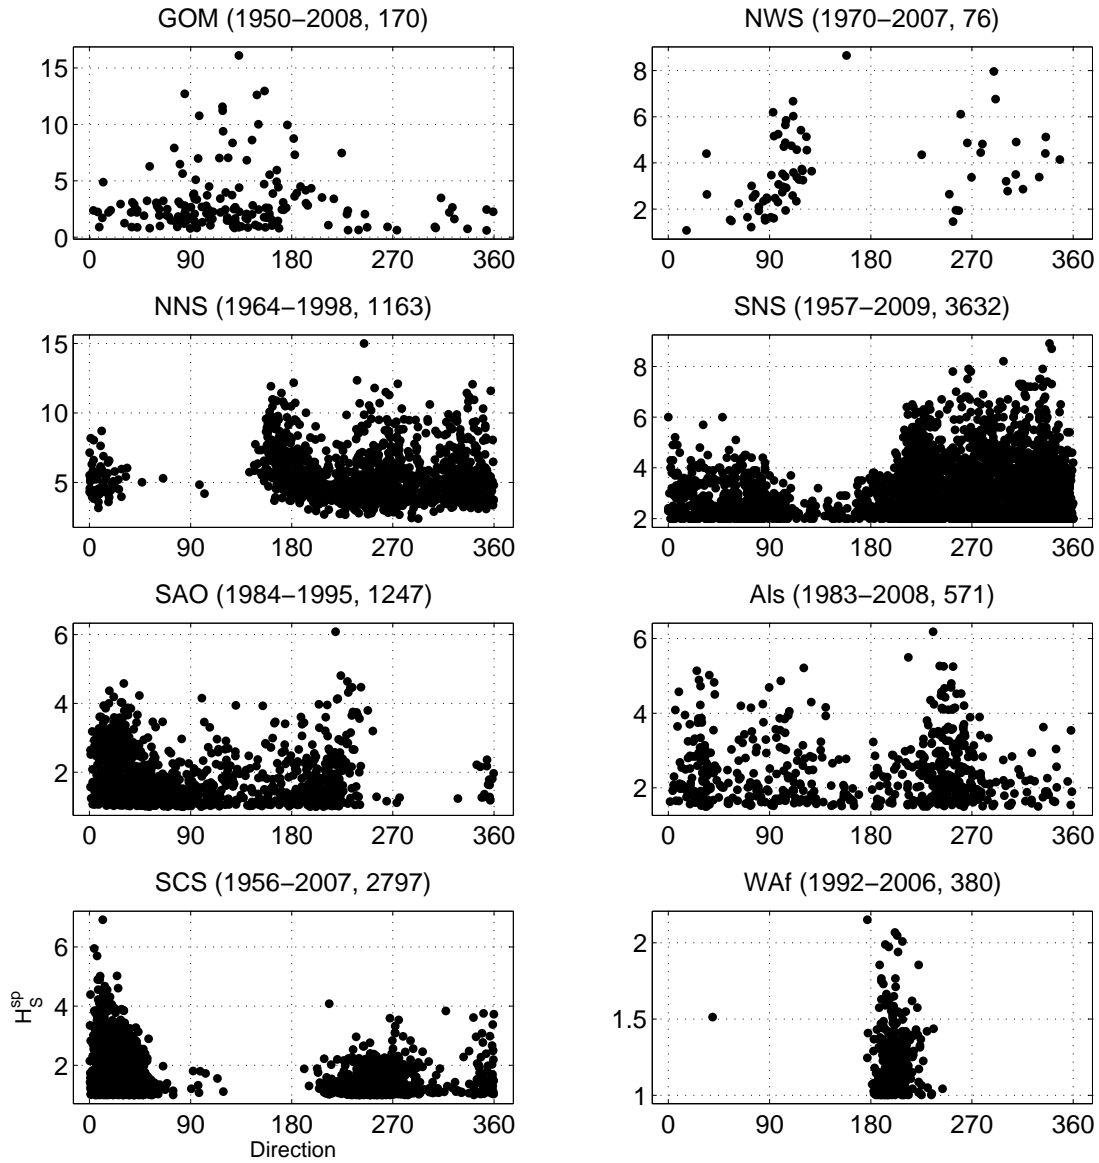 GOM (1950−2008, 170)
15
10
5
0
0 90 180 270 360
NWS (1970−2007, 76)
8
6
4
2
0 90 180 270 360
NNS (1964−1998, 1163)
15
10
5
0 90 180 270 360
SNS (1957−2009, 3632)
8
6
4
2
0 90 180 270 360
SAO (1984−1995, 1247)
6
4
2
0 90 180 270 360
AIs (1983−2008, 571)
6
4
2
0 90 180 270 360
SCS (1956−2007, 2797)
6
4
2
H_S^sp
0 90 180 270 360
Direction
WAf (1992−2006, 380)
2
1.5
1
0 90 180 270 360